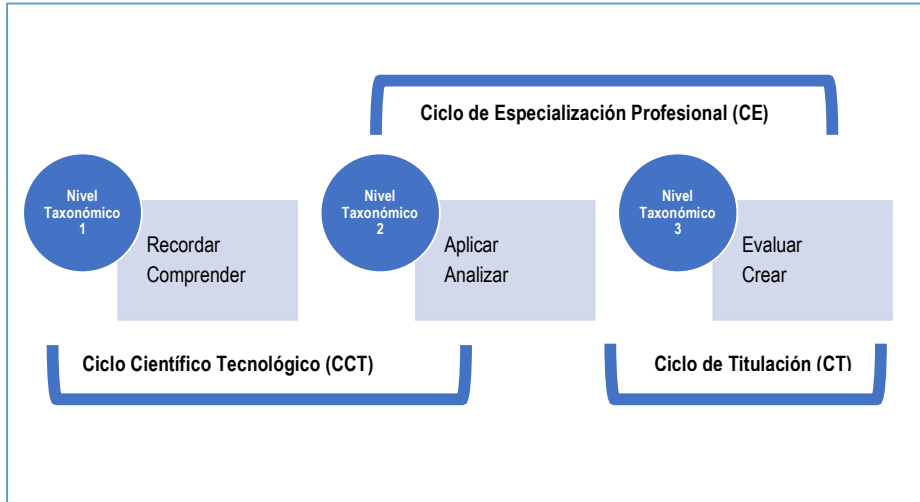 Ciclo de Especialización Profesional (CE)
Nivel
Taxonómico
1
Recordar
Comprender
Nivel
Taxonómico
2
Aplicar
Analizar
Nivel
Taxonómico
3
Evaluar
Crear
Ciclo Científico Tecnológico (CCT)
Ciclo de Titulación (CT)